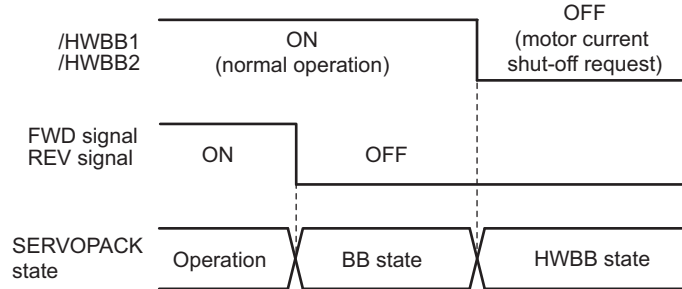 /HWBB1
/HWBB2
ON
(normal operation)
OFF
(motor current
shut-off request)
FWD signal
REV signal
ON
OFF
SERVOPACK
state
Operation
BB state
HWBB state